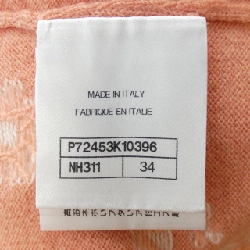 MADE IN ITALY
FABRIQUE EN ITALIE
P72453K10396
NH311 34